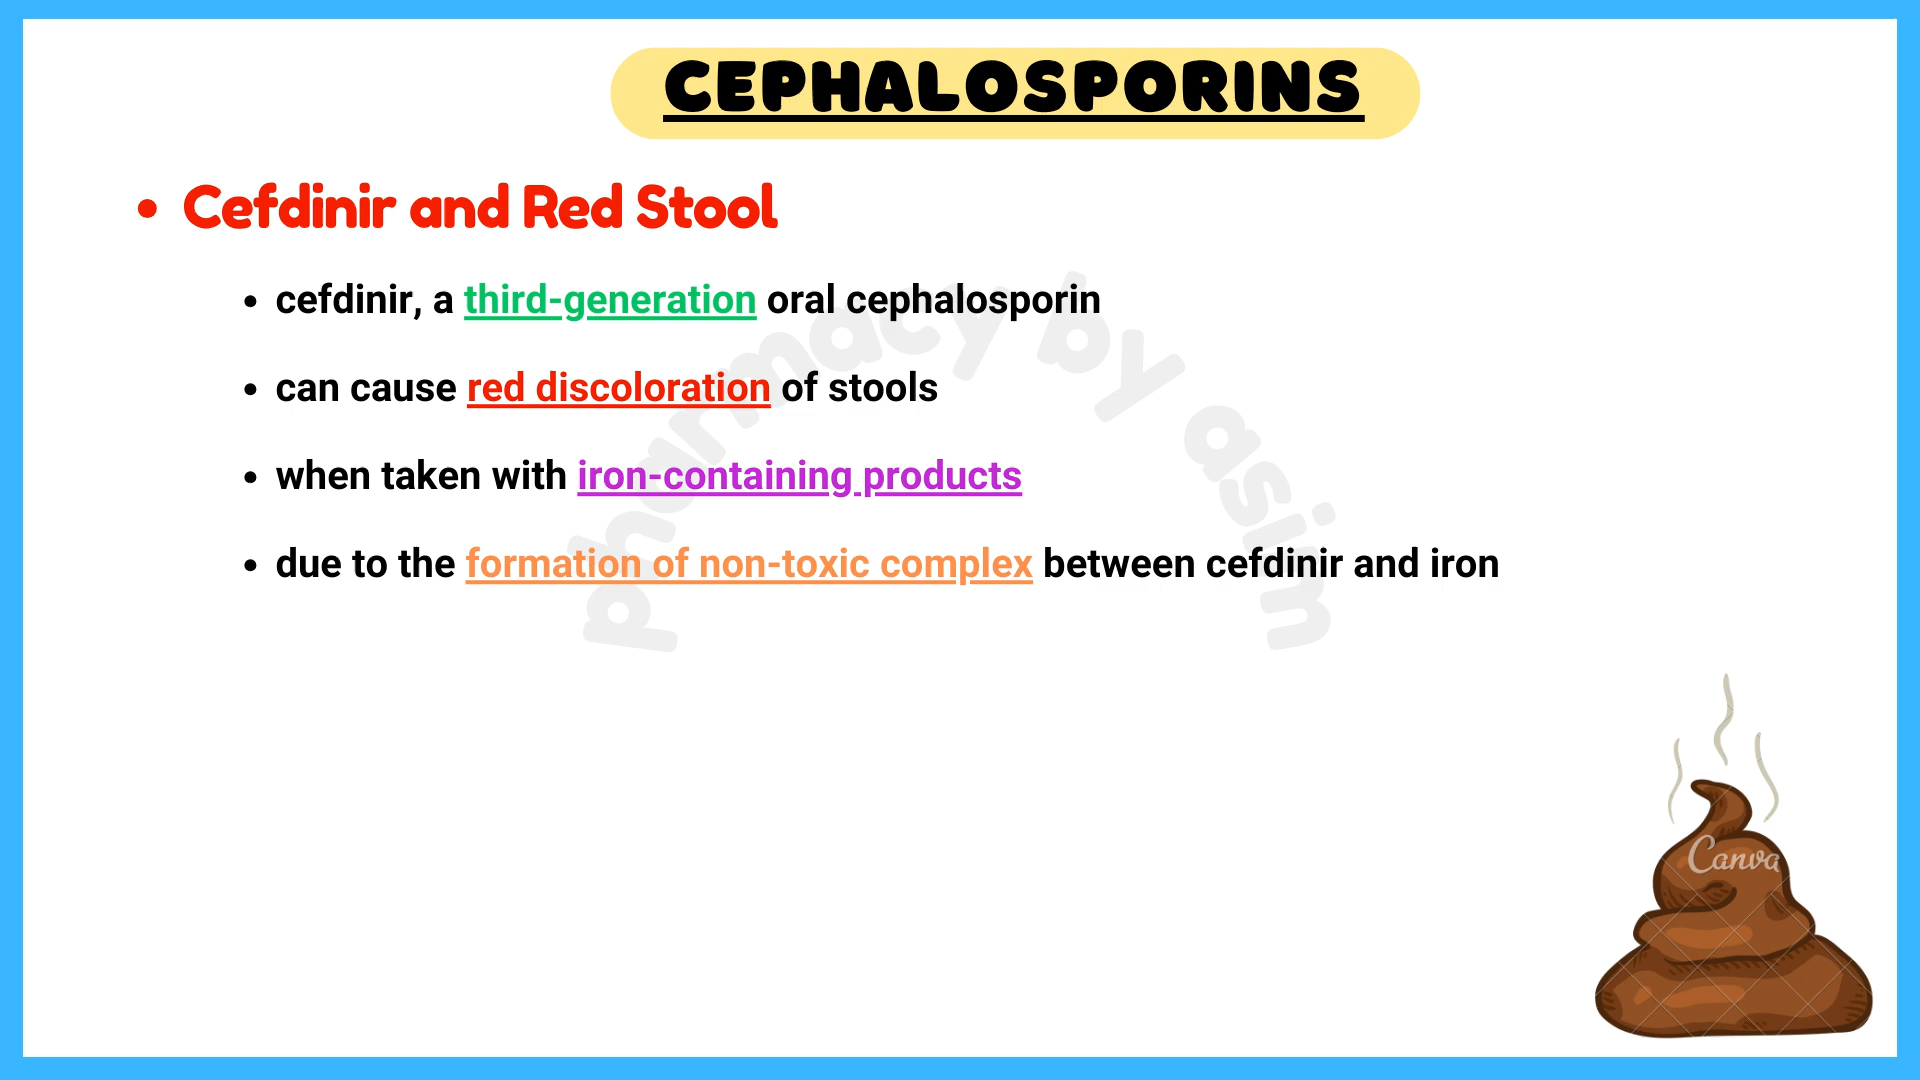 CEPHALOSPORINS
• Cefdinir and Red Stool
• cefdinir, a third-generation oral cephalosporin
• can cause red discoloration of stools
• when taken with iron-containing products
• due to the formation of non-toxic complex between cefdinir and iron
pharmacy by asim
Canva